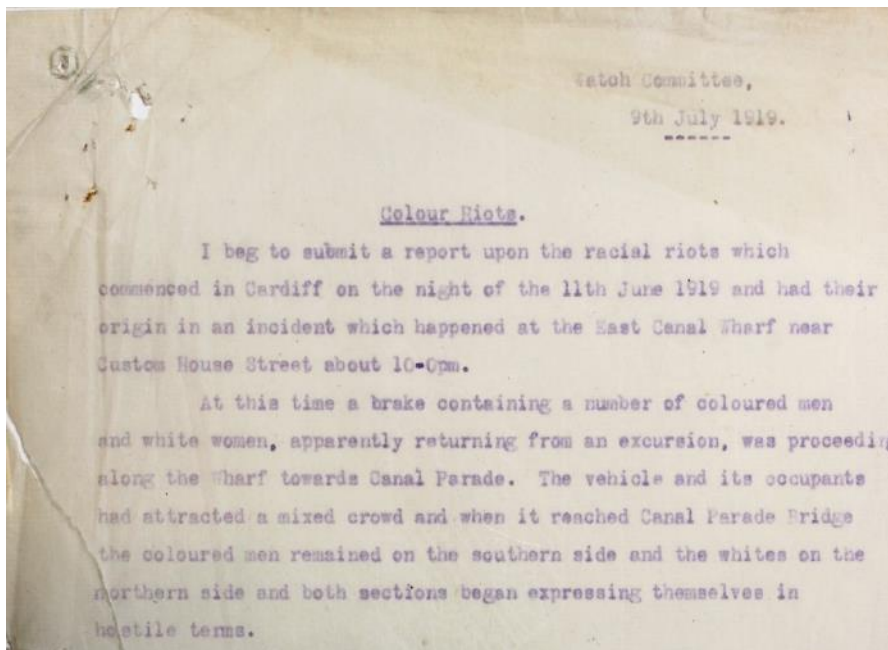 Watch Committee,
9th July 1919.
Colour Riots.
I beg to submit a report upon the racial riots which
commenced in Cardiff on the night of the 11th June 1919 and had their
origin in an incident which happened at the East Canal Wharf near
Custom House Street about 10-0pm.
At this time a brake containing a number of coloured men
and white women, apparently returning from an excursion, was proceedin
along the Wharf towards Canal Parade. The vehicle and its occupants
had attracted a mixed crowd and when it reached Canal Parade Bridge
the coloured men remained on the southern side and the whites on the
northern side and both sections began expressing themselves in
hostile terms.